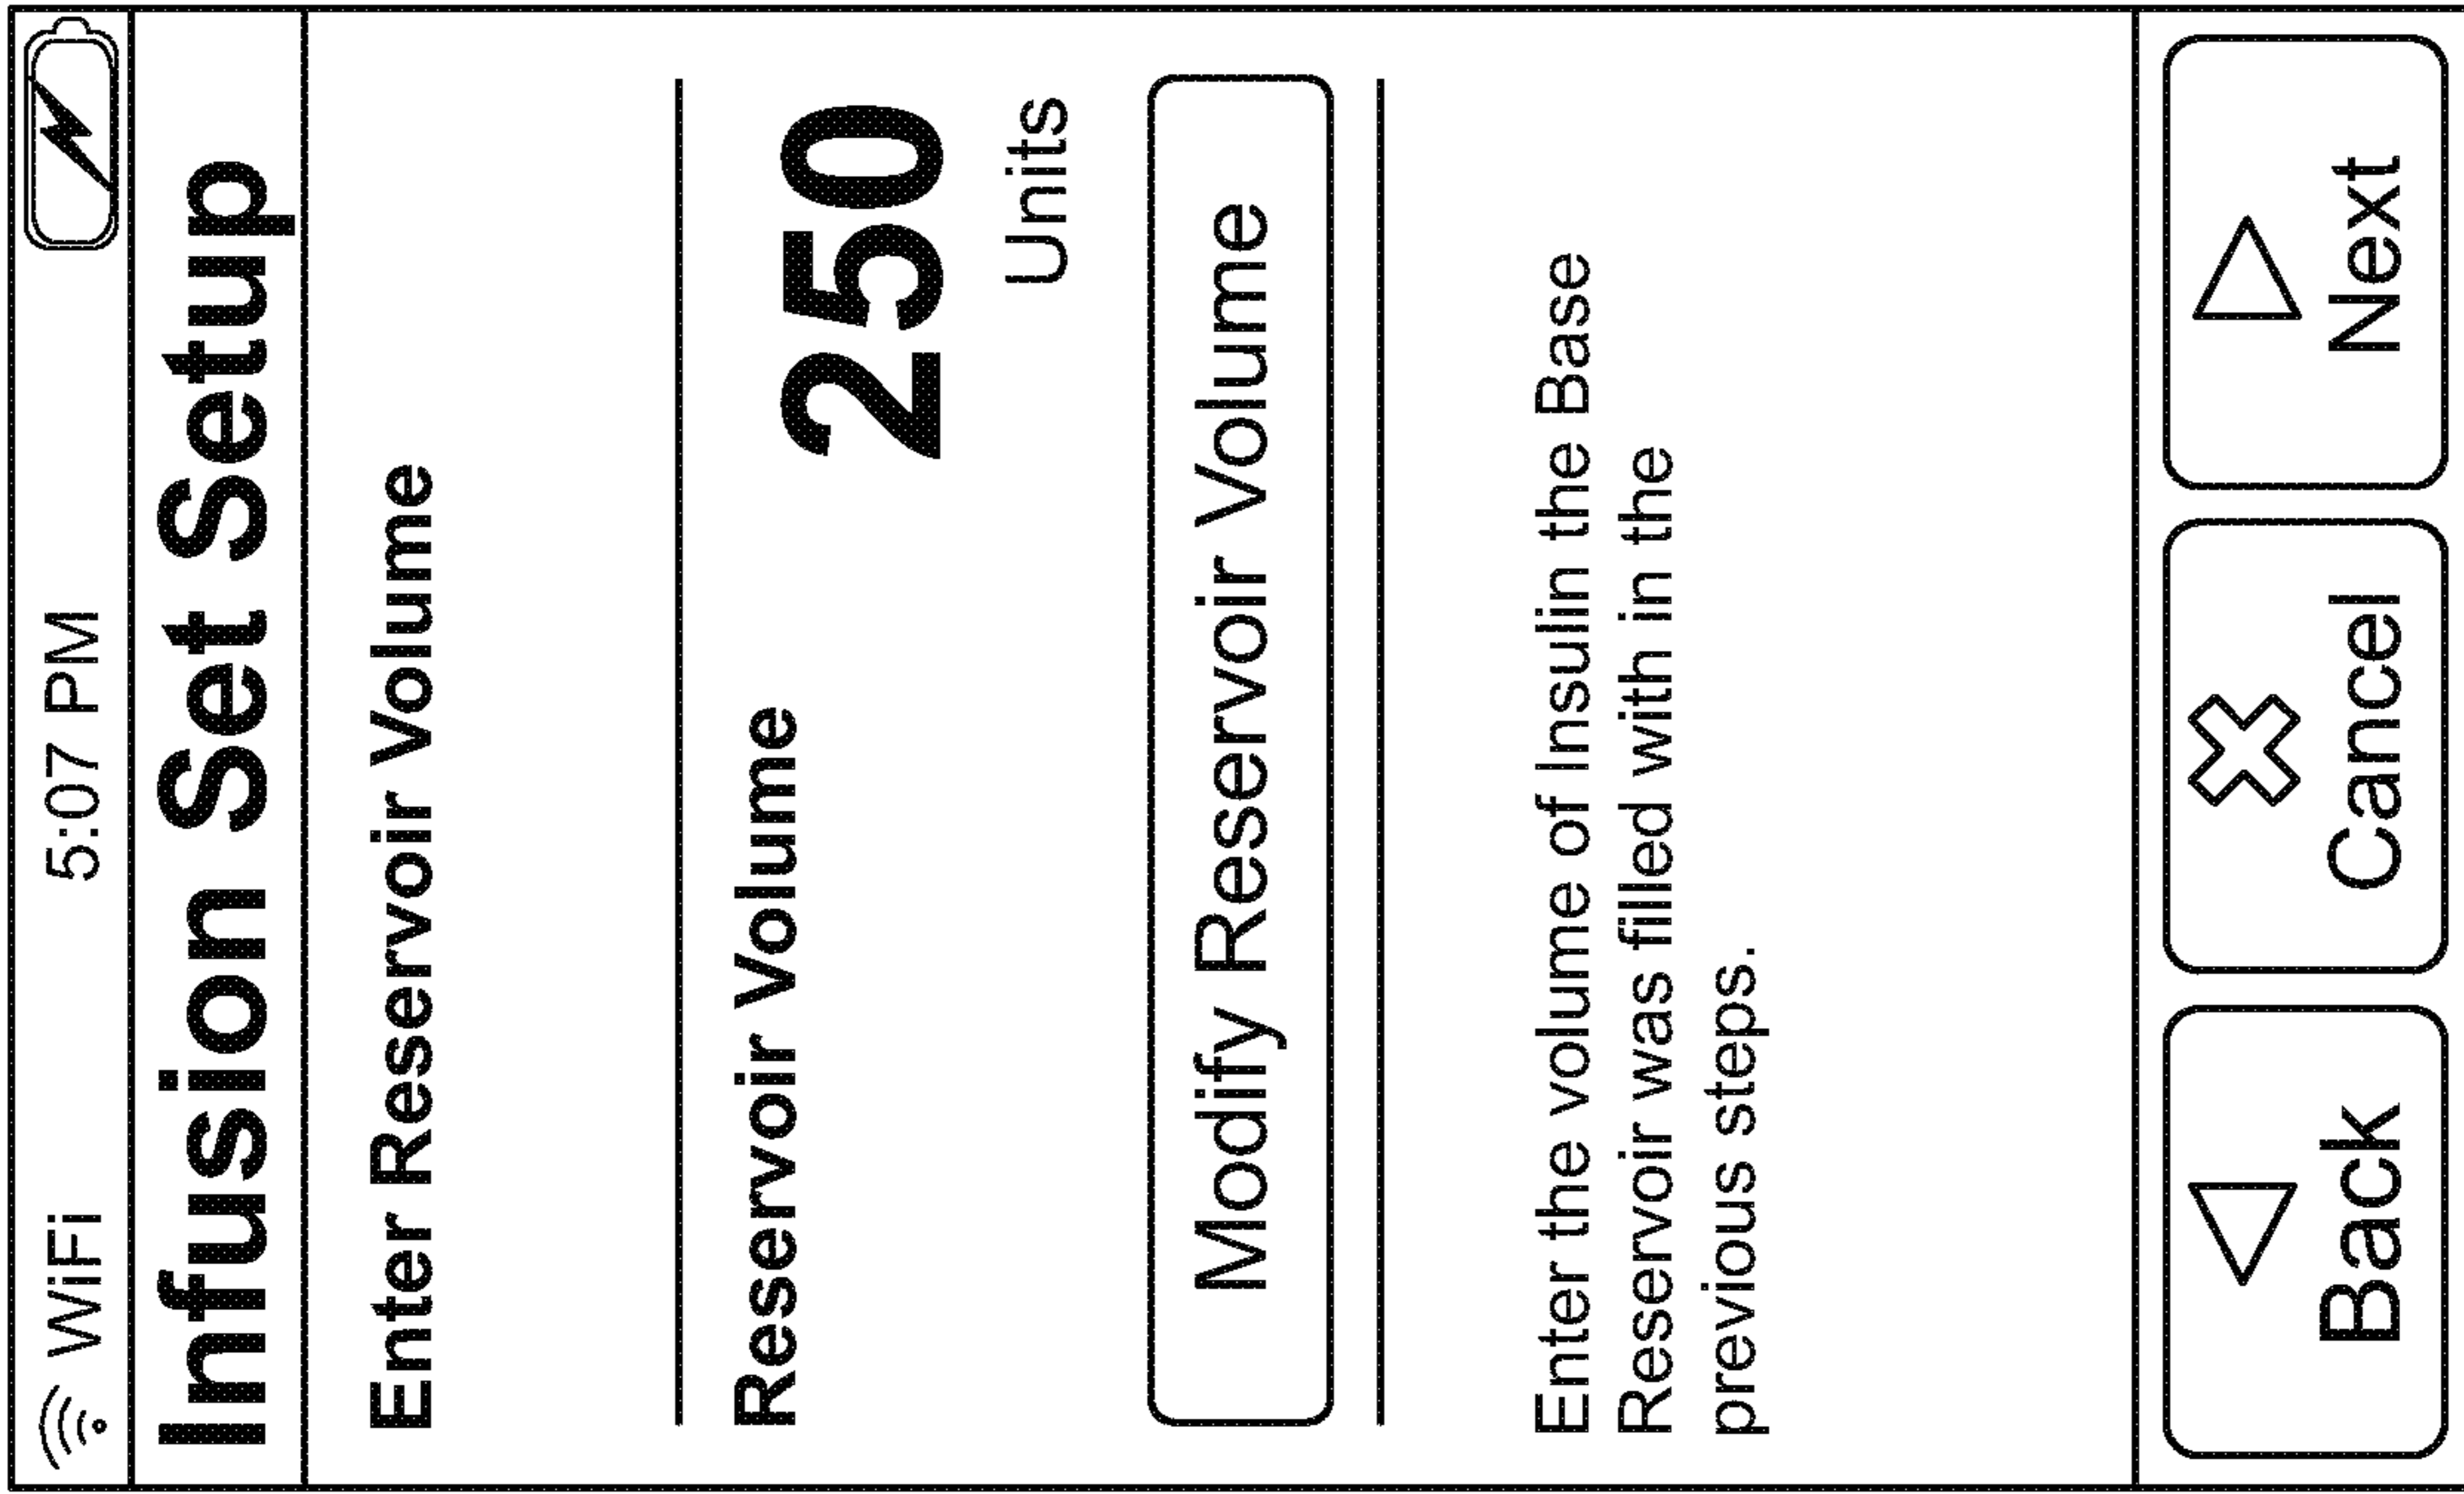 WiFi 5:07 PM
Infusion Set Setup
Enter Reservoir Volume
Reservoir Volume
250
Units
Modify Reservoir Volume
Enter the volume of Insulin the Base
Reservoir was filled with in the
previous steps.
Back Cancel Next